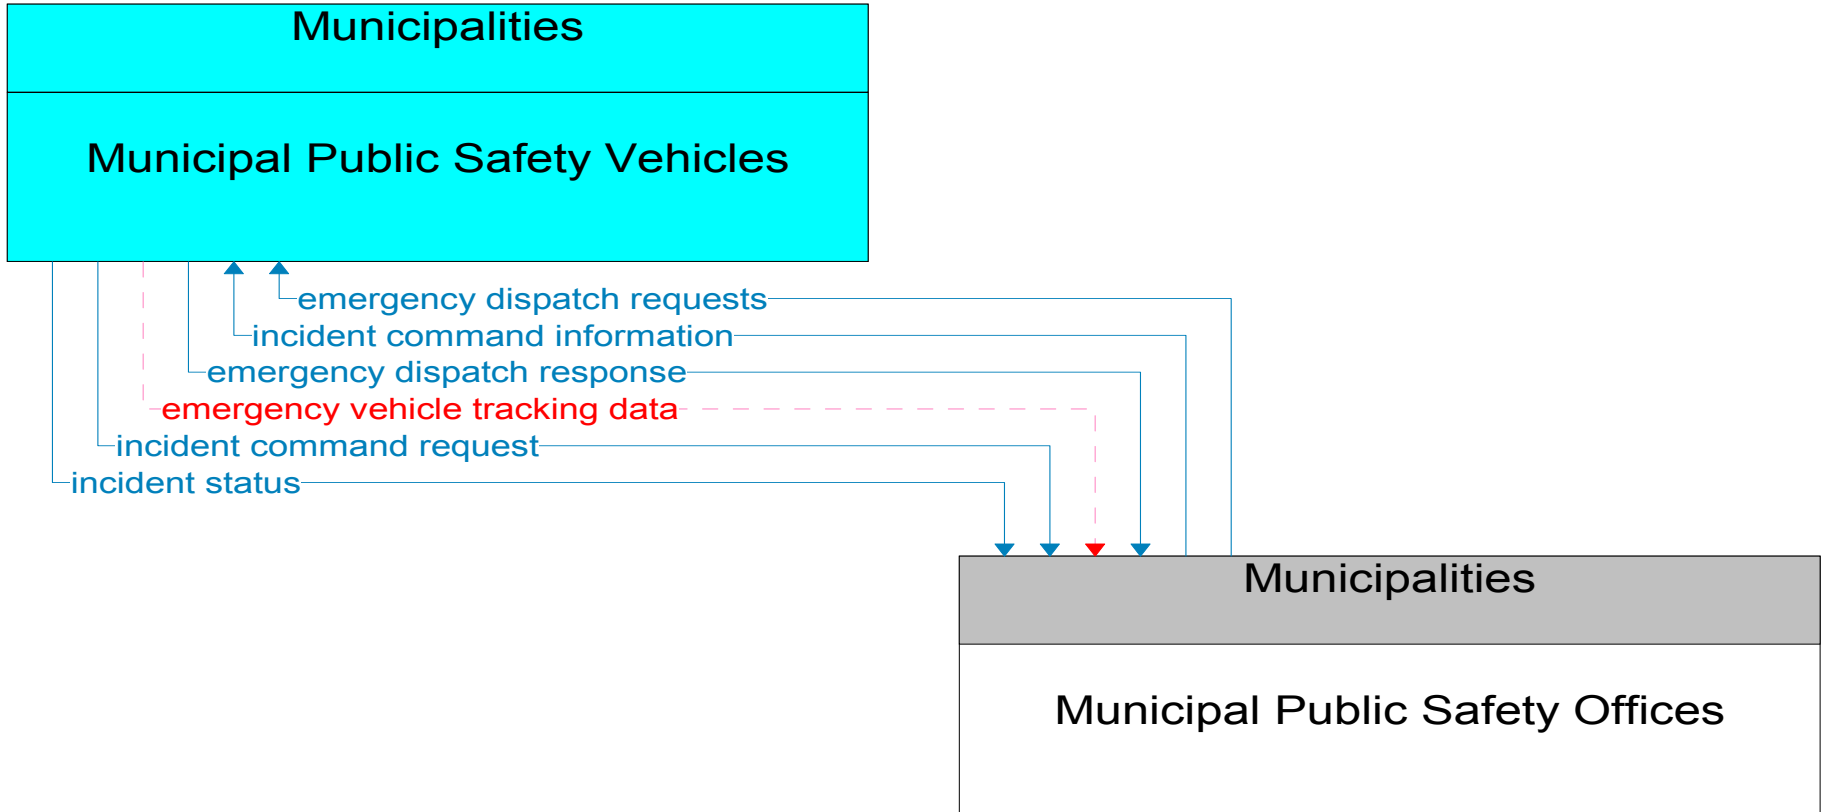 Municipalities
Municipal Public Safety Vehicles
emergency dispatch requests
incident command information
emergency dispatch response
emergency vehicle tracking data
incident command request
incident status
Municipalities
Municipal Public Safety Offices